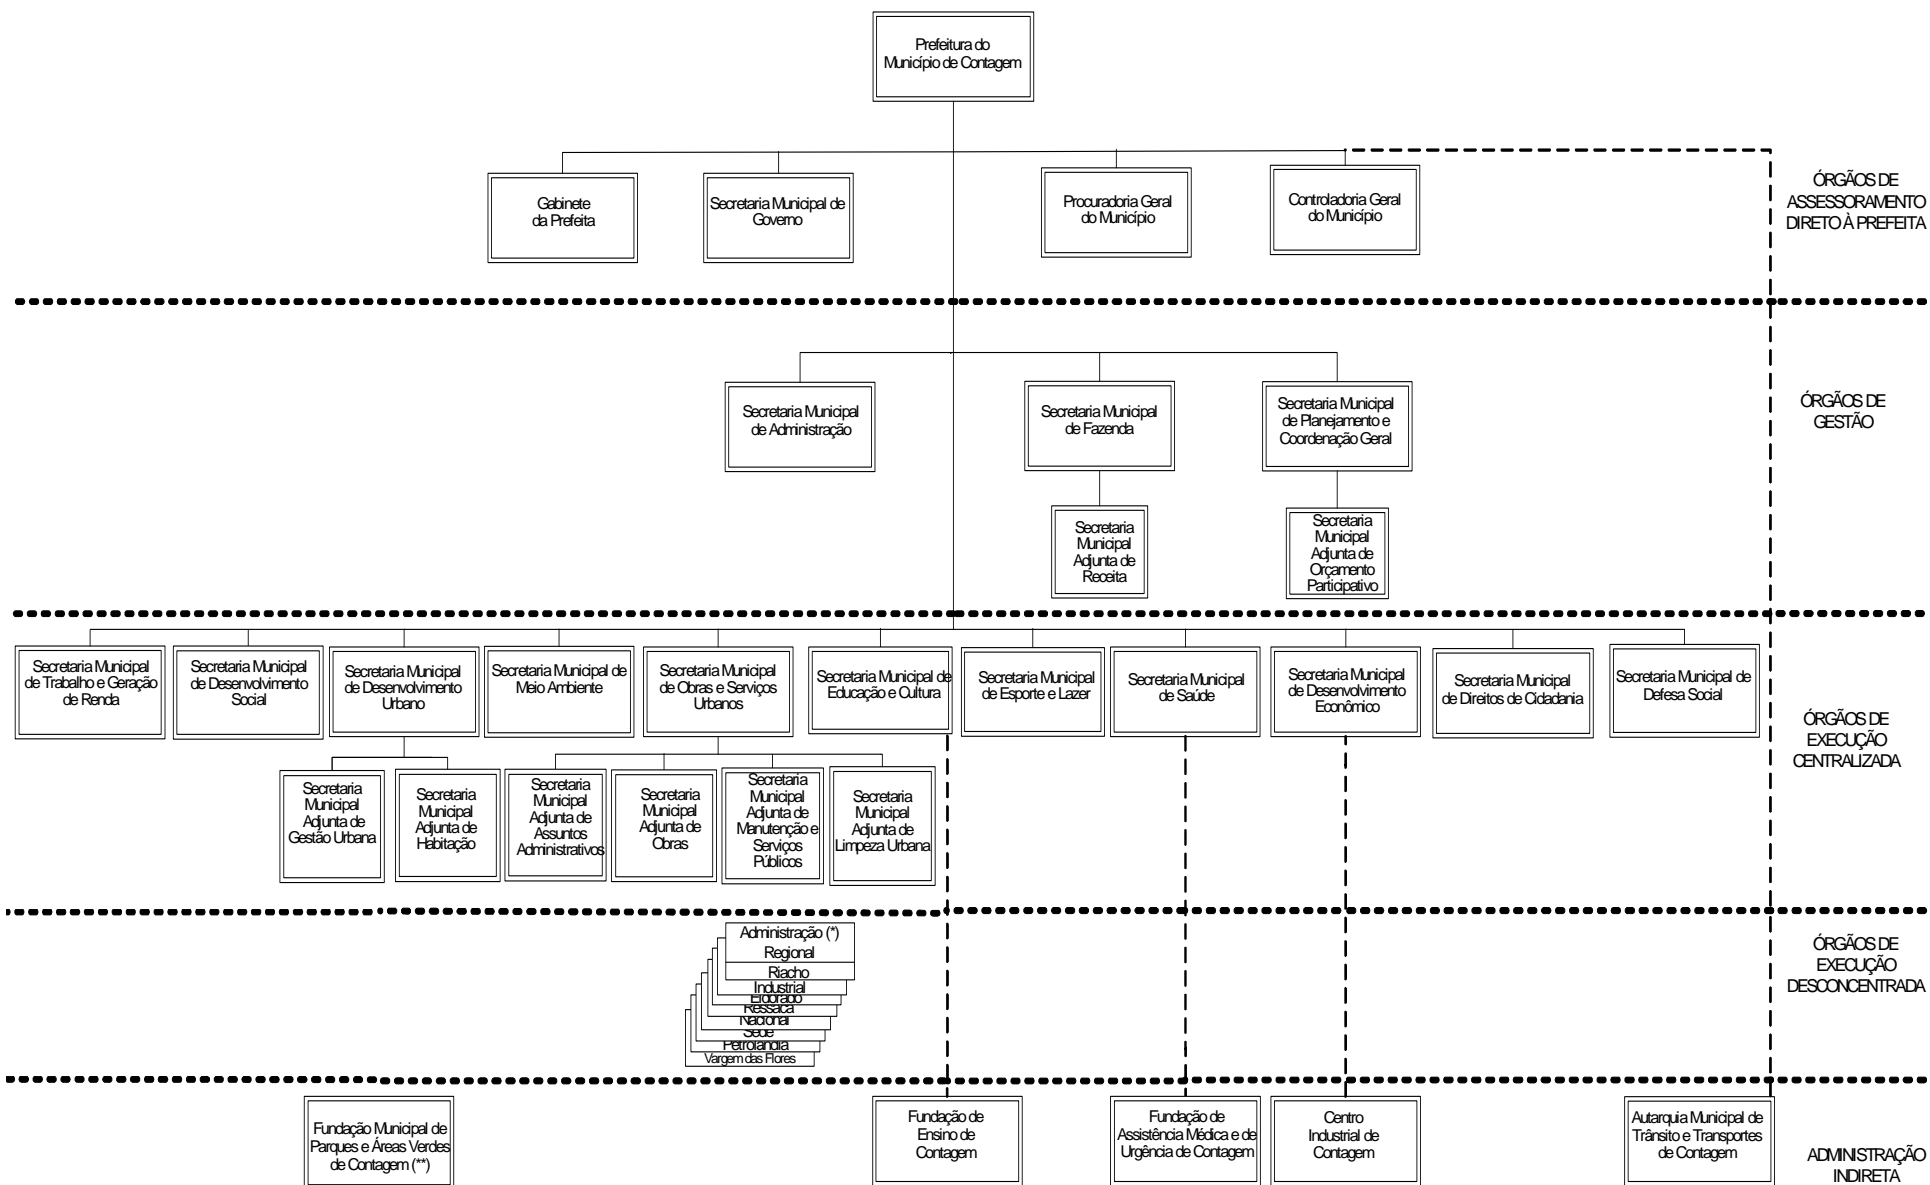 Prefeitura do
Município de Contagem
Gabinete
da Prefeita
Secretaria Municipal de
Governo
Procuradoria Geral
do Município
Controladoria Geral
do Município
ÓRGÃOS DE
ASSESSORAMENTO
DIRETO À PREFEITA
Secretaria Municipal
de Administração
Secretaria Municipal
de Fazenda
Secretaria Municipal
de Planejamento e
Coordenação Geral
ÓRGÃOS DE
GESTÃO
Secretaria
Municipal
Adjunta de
Receita
Secretaria
Municipal
Adjunta de
Orçamento
Participativo
Secretaria Municipal
de Trabalho e Geração
de Renda
Secretaria Municipal
de Desenvolvimento
Social
Secretaria Municipal
de Desenvolvimento
Urbano
Secretaria Municipal de
Meio Ambiente
Secretaria Municipal
de Obras e Serviços
Urbanos
Secretaria Municipal de
Educação e Cultura
Secretaria Municipal
de Esporte e Lazer
Secretaria Municipal
de Saúde
Secretaria Municipal
de Desenvolvimento
Econômico
Secretaria Municipal
de Direitos de Cidadania
Secretaria Municipal de
Defesa Social
ÓRGÃOS DE
EXECUÇÃO
CENTRALIZADA
Secretaria
Municipal
Adjunta de
Gestão Urbana
Secretaria
Municipal
Adjunta de
Habitação
Secretaria
Municipal
Adjunta de
Assuntos
Administrativos
Secretaria
Municipal
Adjunta de
Obras
Secretaria
Municipal
Adjunta de
Manutenção e
Serviços
Públicos
Secretaria
Municipal
Adjunta de
Limpeza Urbana
Administração (*)
Regional
Riacho
Industrial
Eldorado
Ressaca
Nacional
Sede
Petrolândia
Vargem das Flores
ÓRGÃOS DE
EXECUÇÃO
DESCONCENTRADA
Fundação Municipal de
Parques e Áreas Verdes
de Contagem (**)
Fundação de
Ensino de
Contagem
Fundação de
Assistência Médica e de
Urgência de Contagem
Centro
Industrial de
Contagem
Autarquia Municipal de
Trânsito e Transportes
de Contagem
ADMINISTRAÇÃO
INDIRETA